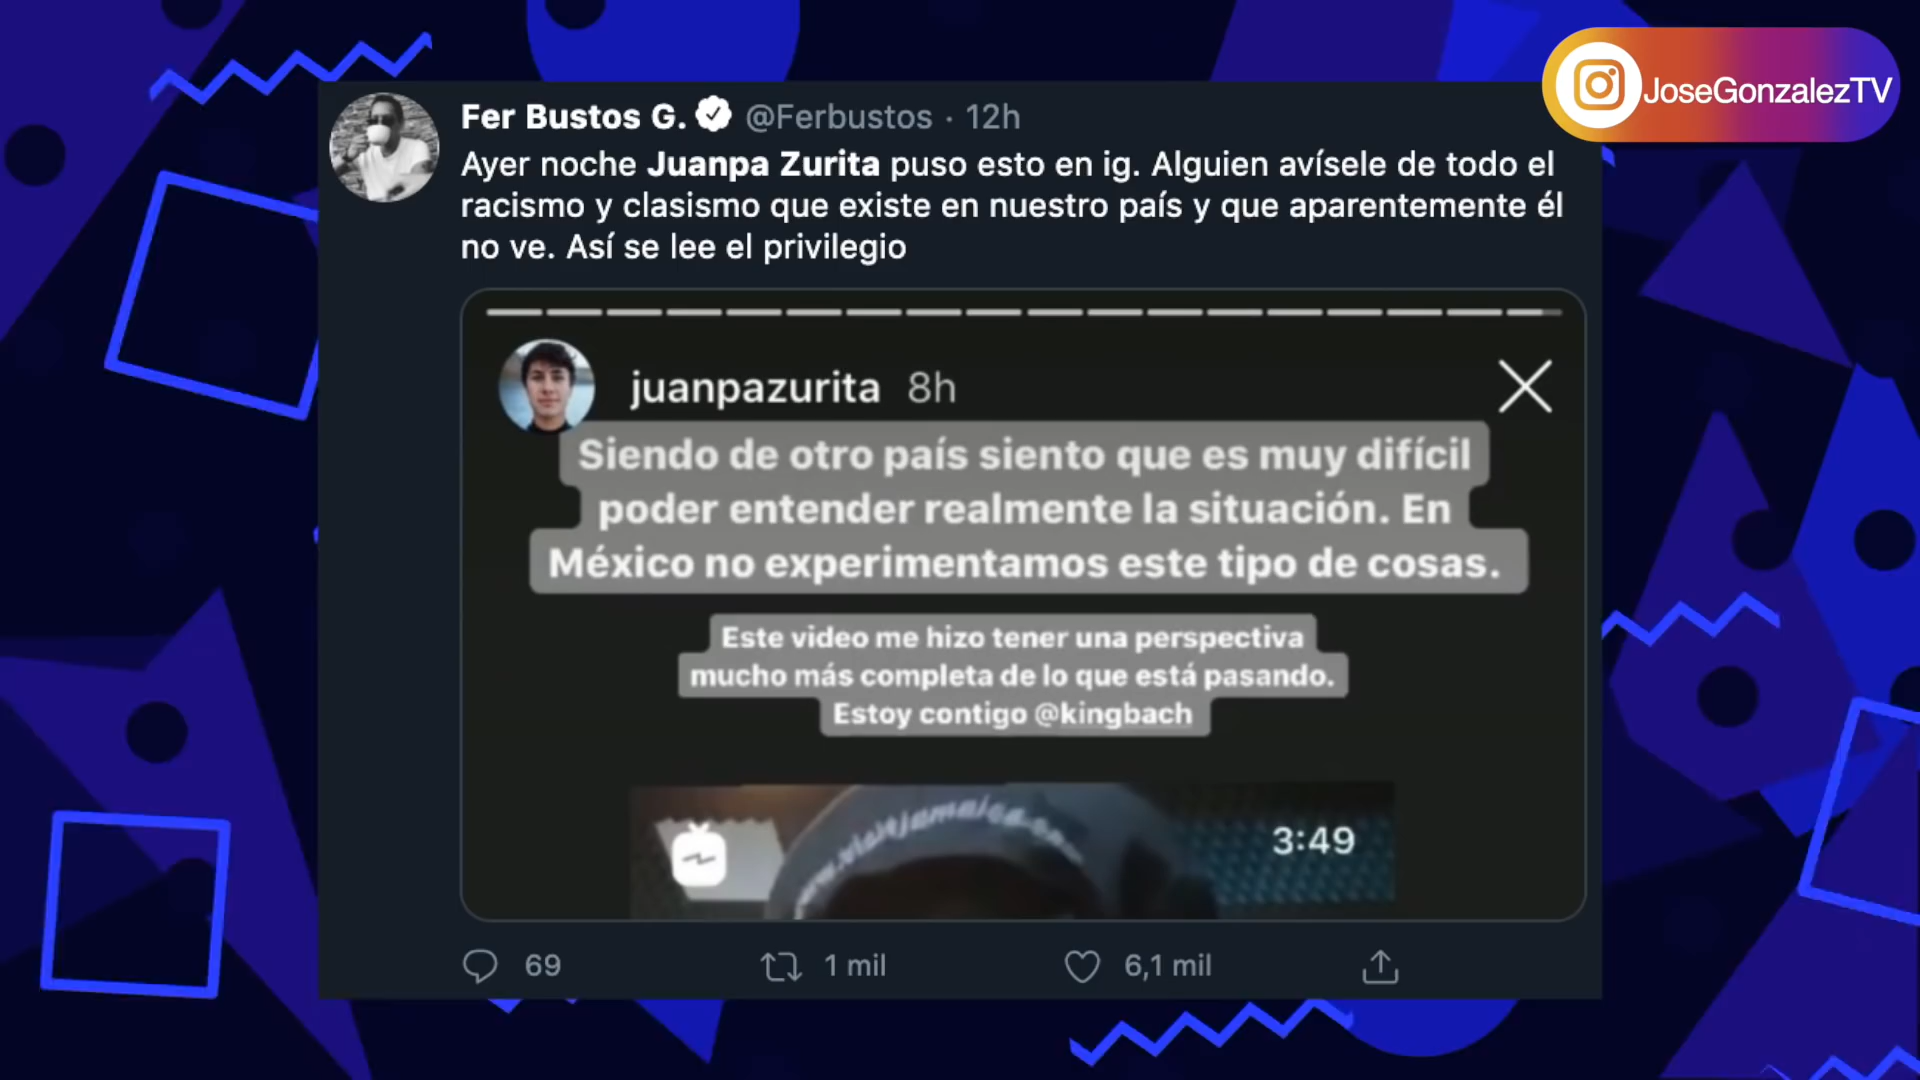 JoseGonzalezTV
Fer Bustos G. @Ferbustos · 12h
Ayer noche Juanpa Zurita puso esto en ig. Alguien avísele de todo el
racismo y clasismo que existe en nuestro país y que aparentemente él
no ve. Así se lee el privilegio
juanpazurita 8h
Siendo de otro país siento que es muy difícil
poder entender realmente la situación. En
México no experimentamos este tipo de cosas.
Este video me hizo tener una perspectiva
mucho más completa de lo que está pasando.
Estoy contigo @kingbach
www.visitjamaica.com
3:49
69 1 mil 6,1 mil